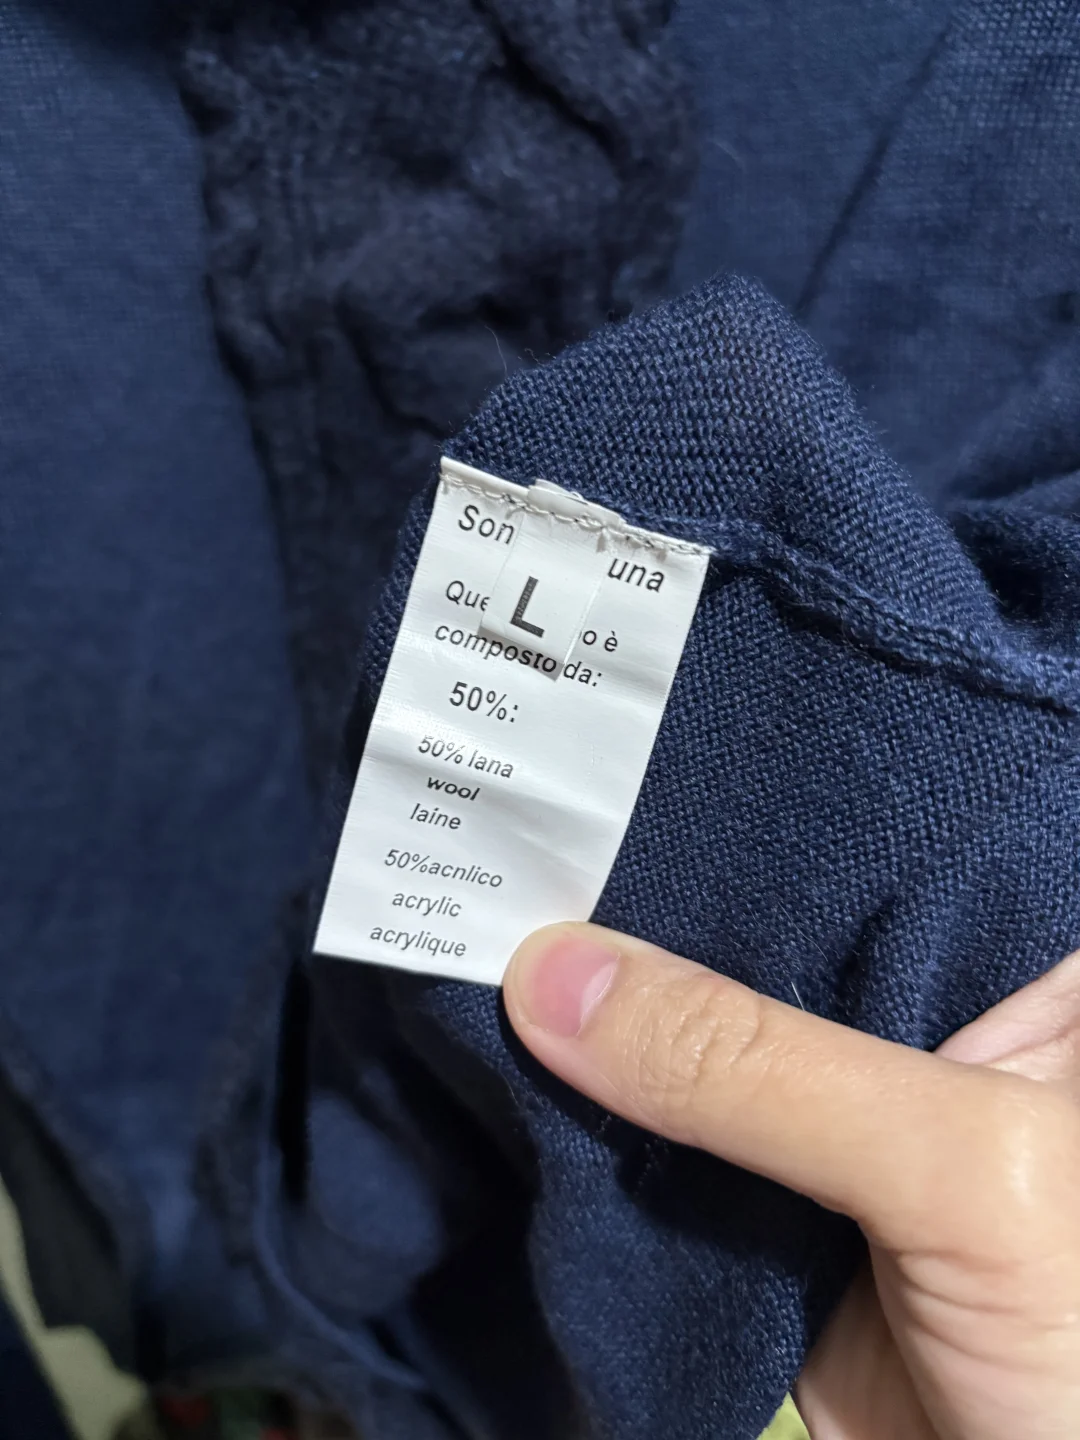 Son una
L
Que o è
composto da:
50%:
50% lana
wool
laine
50%acnlico
acrylic
acrylique